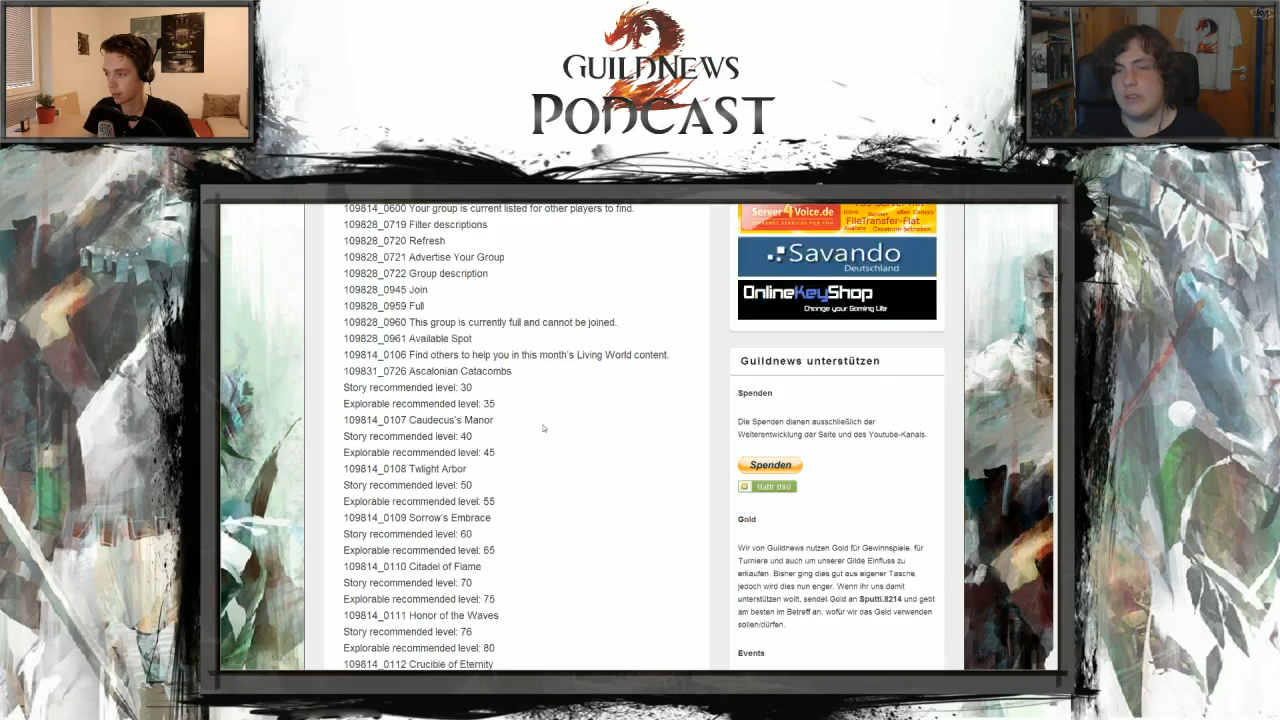 GUILDNEWS
PODCAST
109814_0600 Your group is current listed for other players to find.
109828_0719 Filter descriptions
109828_0720 Refresh
109828_0721 Advertise Your Group
109828_0722 Group description
109828_0945 Join
109828_0959 Full
109828_0960 This group is currently full and cannot be joined.
109828_0961 Available Spot
109814_0106 Find others to help you in this month's Living World content.
109831_0726 Ascalonian Catacombs
Story recommended level: 30
Explorable recommended level: 35
109814_0107 Caudecus's Manor
Story recommended level: 40
Explorable recommended level: 45
109814_0108 Twlight Arbor
Story recommended level: 50
Explorable recommended level: 55
109814_0109 Sorrow's Embrace
Story recommended level: 60
Explorable recommended level: 65
109814_0110 Citadel of Flame
Story recommended level: 70
Explorable recommended level: 75
109814_0111 Honor of the Waves
Story recommended level: 76
Explorable recommended level: 80
109814_0112 Crucible of Eternity
Server4Voice.de
FileTransfer-Flat
Savando
Deutschland
OnlineKeyShop
Change your Gaming Life
Guildnews unterstützen
Spenden
Die Spenden dienen ausschließlich der
Weiterentwicklung der Seite und des Youtube-Kanals.
Spenden
Flattr this!
Gold
Wir von Guildnews nutzen Gold für Gewinnspiele, für
Turniere und auch um unserer Gilde Einfluss zu
erkaufen. Bisher ging dies gut aus eigener Tasche,
jedoch wird dies nun enger. Wenn ihr uns damit
unterstützen wollt, sendet Gold an Sputti.8214 und gebt
am besten im Betreff an, wofür wir das Geld verwenden
sollen/dürfen.
Events